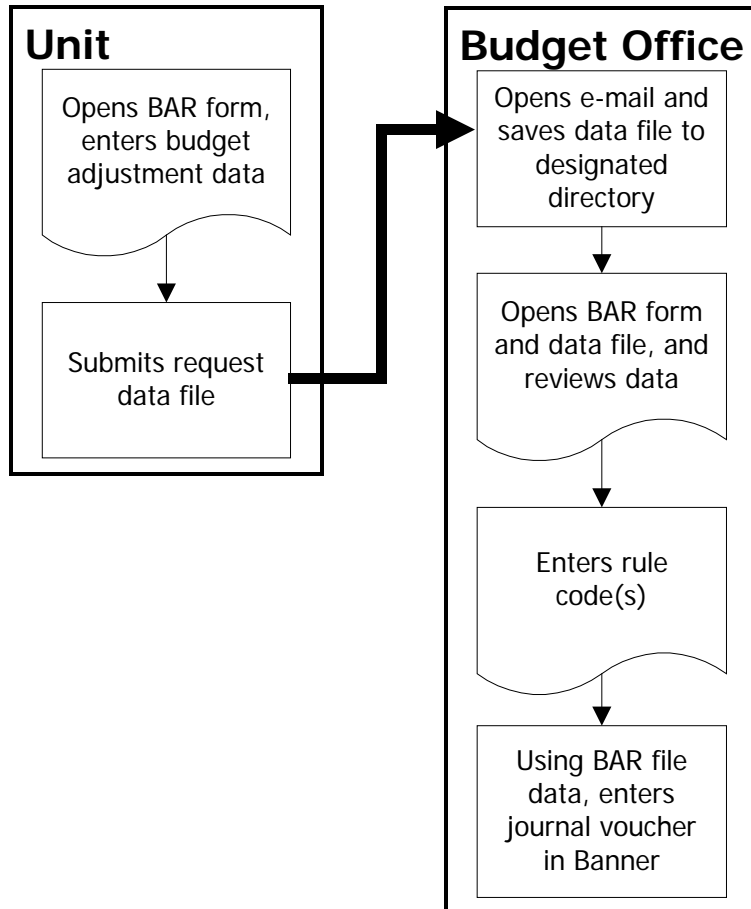 Unit
Opens BAR form,
enters budget
adjustment data
Submits request
data file
Budget Office
Opens e-mail and
saves data file to
designated
directory
Opens BAR form
and data file, and
reviews data
Enters rule
code(s)
Using BAR file
data, enters
journal voucher
in Banner